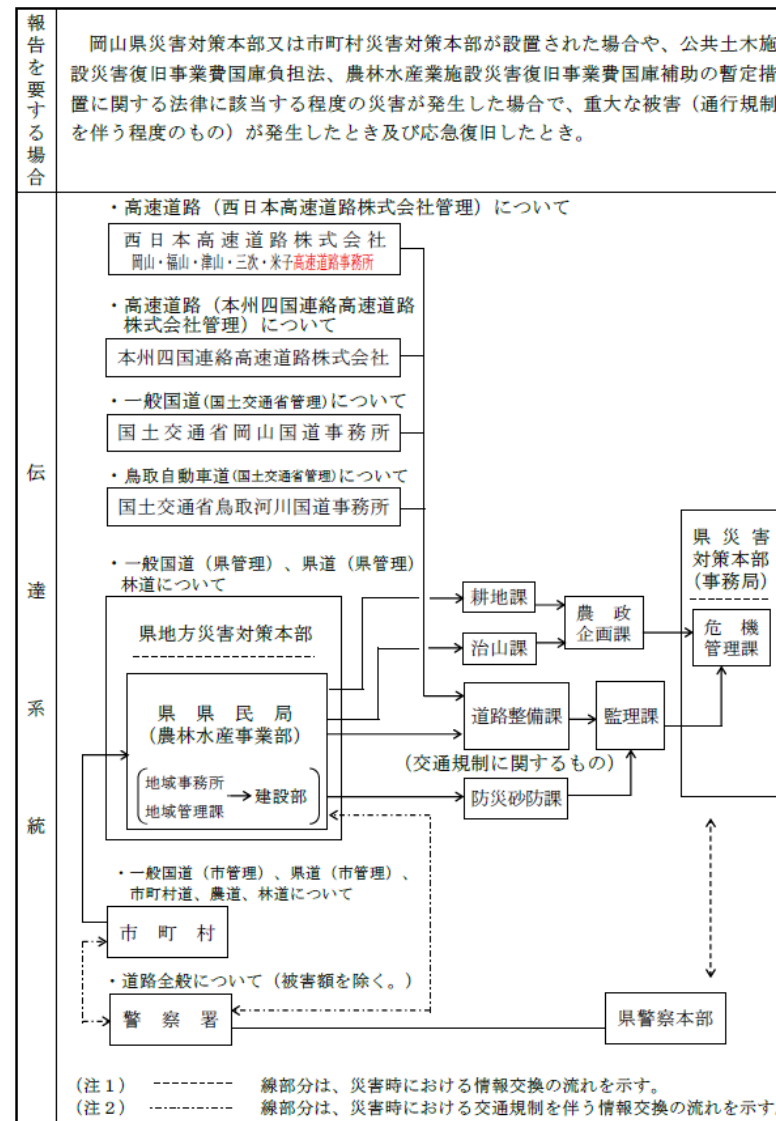 報告を要する場合
岡山県災害対策本部又は市町村災害対策本部が設置された場合や、公共土木施
設災害復旧事業費国庫負担法、農林水産業施設災害復旧事業費国庫補助の暫定措
置に関する法律に該当する程度の災害が発生した場合で、重大な被害（通行規制
を伴う程度のもの）が発生したとき及び応急復旧したとき。
伝達系統
・高速道路（西日本高速道路株式会社管理）について
西日本高速道路株式会社
岡山・福山・津山・三次・米子高速道路事務所
・高速道路（本州四国連絡高速道路
株式会社管理）について
本州四国連絡高速道路株式会社
・一般国道(国土交通省管理)について
国土交通省岡山国道事務所
・鳥取自動車道(国土交通省管理)について
国土交通省鳥取河川国道事務所
・一般国道（県管理）、県道（県管理）
林道について
県地方災害対策本部
県県民局
（農林水産事業部）
地域事務所
地域管理課
建設部
耕地課
治山課
農政
企画課
道路整備課
監理課
（交通規制に関するもの）
防災砂防課
県災害
対策本部
（事務局）
危機
管理課
・一般国道（市管理）、県道（市管理）、
市町村道、農道、林道について
市町村
・道路全般について（被害額を除く。）
警察署
県警察本部
（注１） 線部分は、災害時における情報交換の流れを示す。
（注２） 線部分は、災害時における交通規制を伴う情報交換の流れを示す。